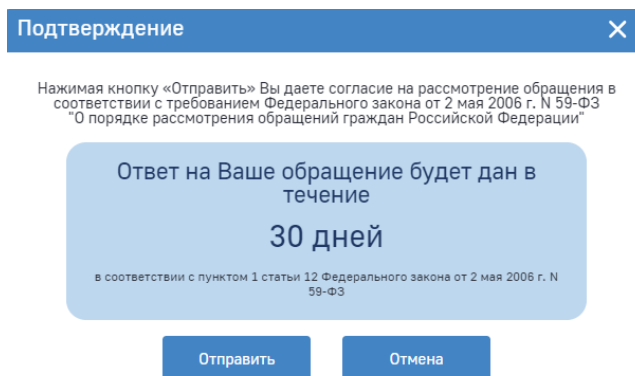 Подтверждение
Нажимая кнопку «Отправить» Вы даете согласие на рассмотрение обращения в
соответствии с требованием Федерального закона от 2 мая 2006 г. N 59-ФЗ
"О порядке рассмотрения обращений граждан Российской Федерации"
Ответ на Ваше обращение будет дан в
течение
30 дней
в соответствии с пунктом 1 статьи 12 Федерального закона от 2 мая 2006 г. N
59-ФЗ
Отправить Отмена